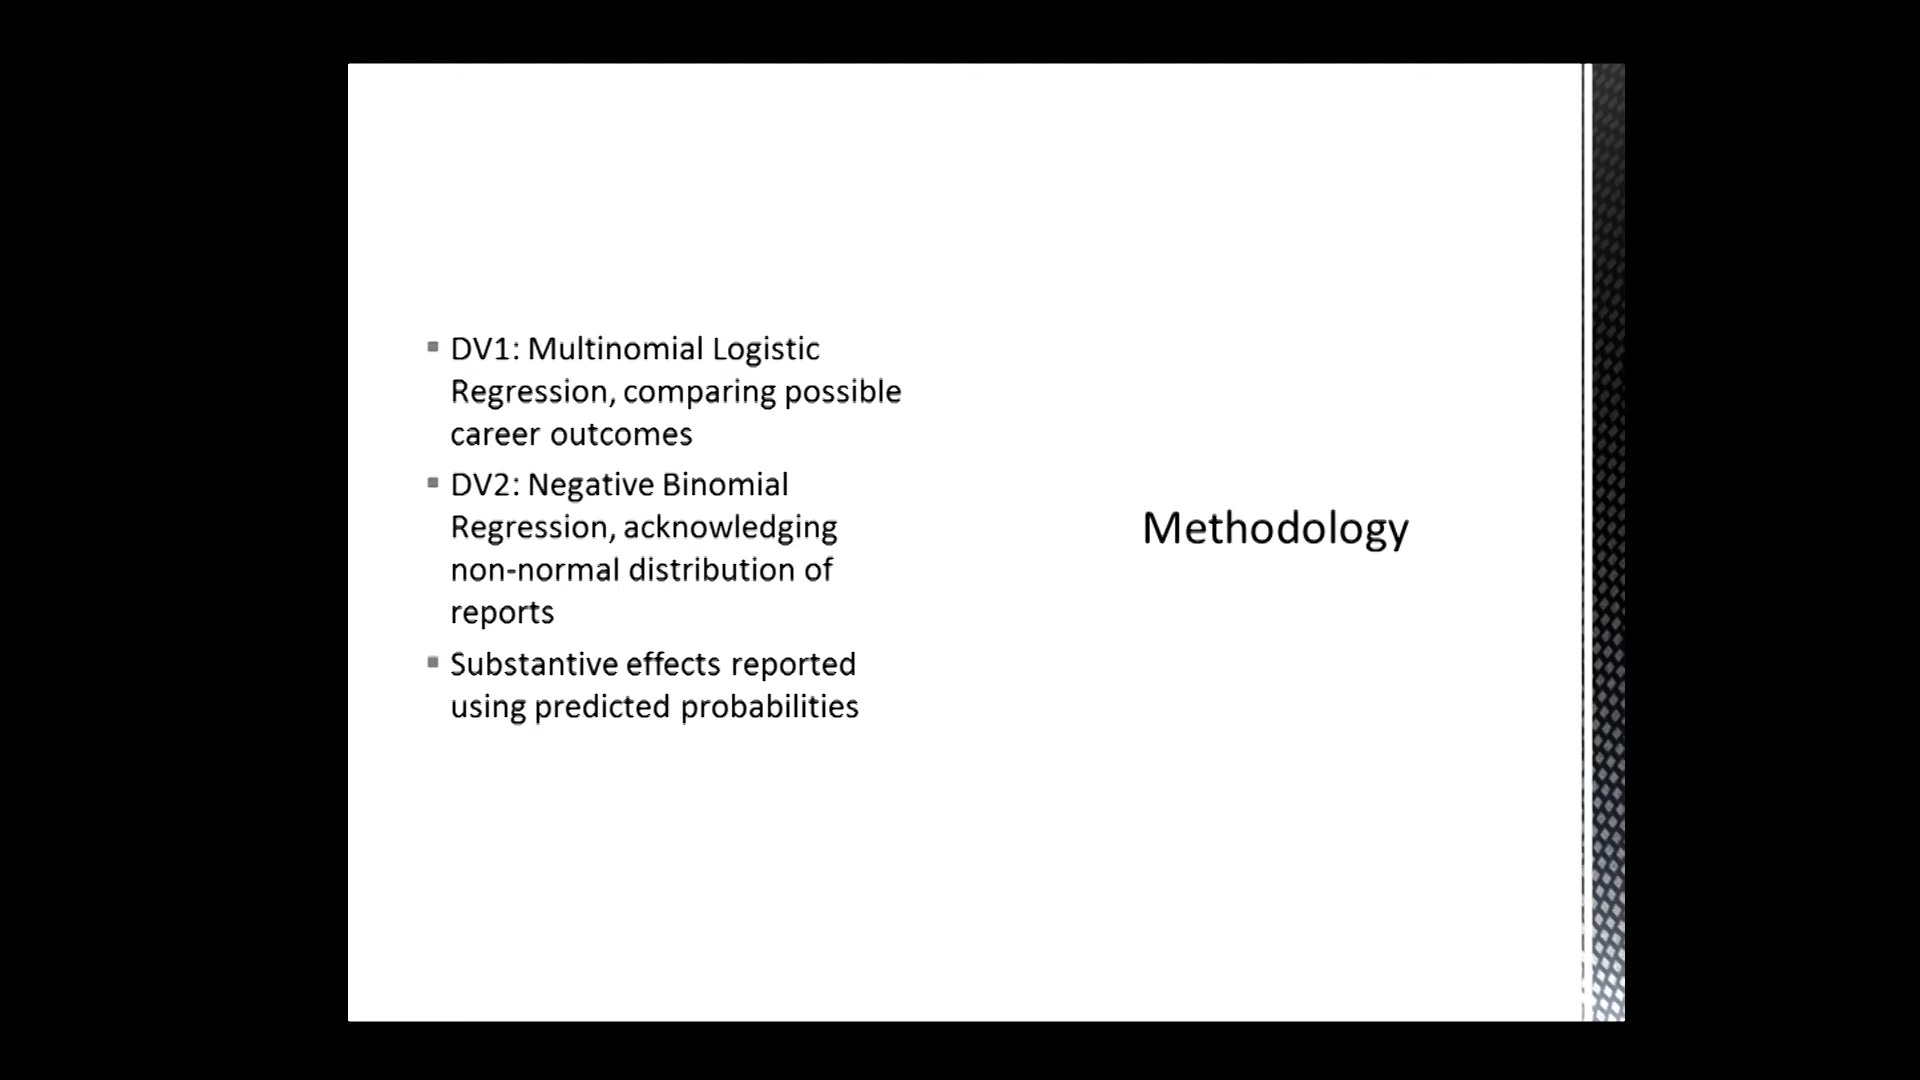 DV1: Multinomial Logistic
Regression, comparing possible
career outcomes
DV2: Negative Binomial
Regression, acknowledging
non-normal distribution of
reports
Substantive effects reported
using predicted probabilities
Methodology